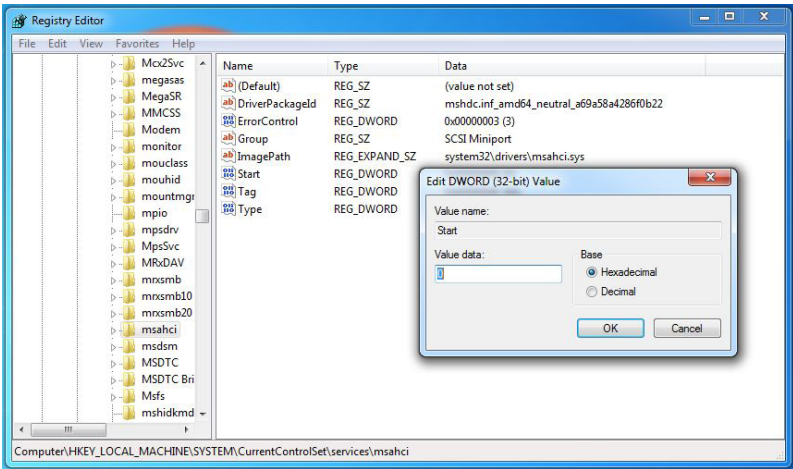 Registry Editor
File Edit View Favorites Help
Mcx2Svc
megasas
MegaSR
MMCSS
Modem
monitor
mouclass
mouhid
mountmgr
mpio
mpsdrv
MpsSvc
MRxDAV
mrxsmb
mrxsmb10
mrxsmb20
msahci
msdsm
MSDTC
MSDTC Bri
Msfs
mshidkmd
Name Type Data
(Default) REG_SZ (value not set)
DriverPackageId REG_SZ mshdc.inf_amd64_neutral_a69a58a4286f0b22
ErrorControl REG_DWORD 0x00000003 (3)
Group REG_SZ SCSI Miniport
ImagePath REG_EXPAND_SZ system32\drivers\msahci.sys
Start REG_DWORD
Tag REG_DWORD
Type REG_DWORD
Edit DWORD (32-bit) Value
Value name:
Start
Value data:
0
Base
Hexadecimal
Decimal
OK Cancel
Computer\HKEY_LOCAL_MACHINE\SYSTEM\CurrentControlSet\services\msahci